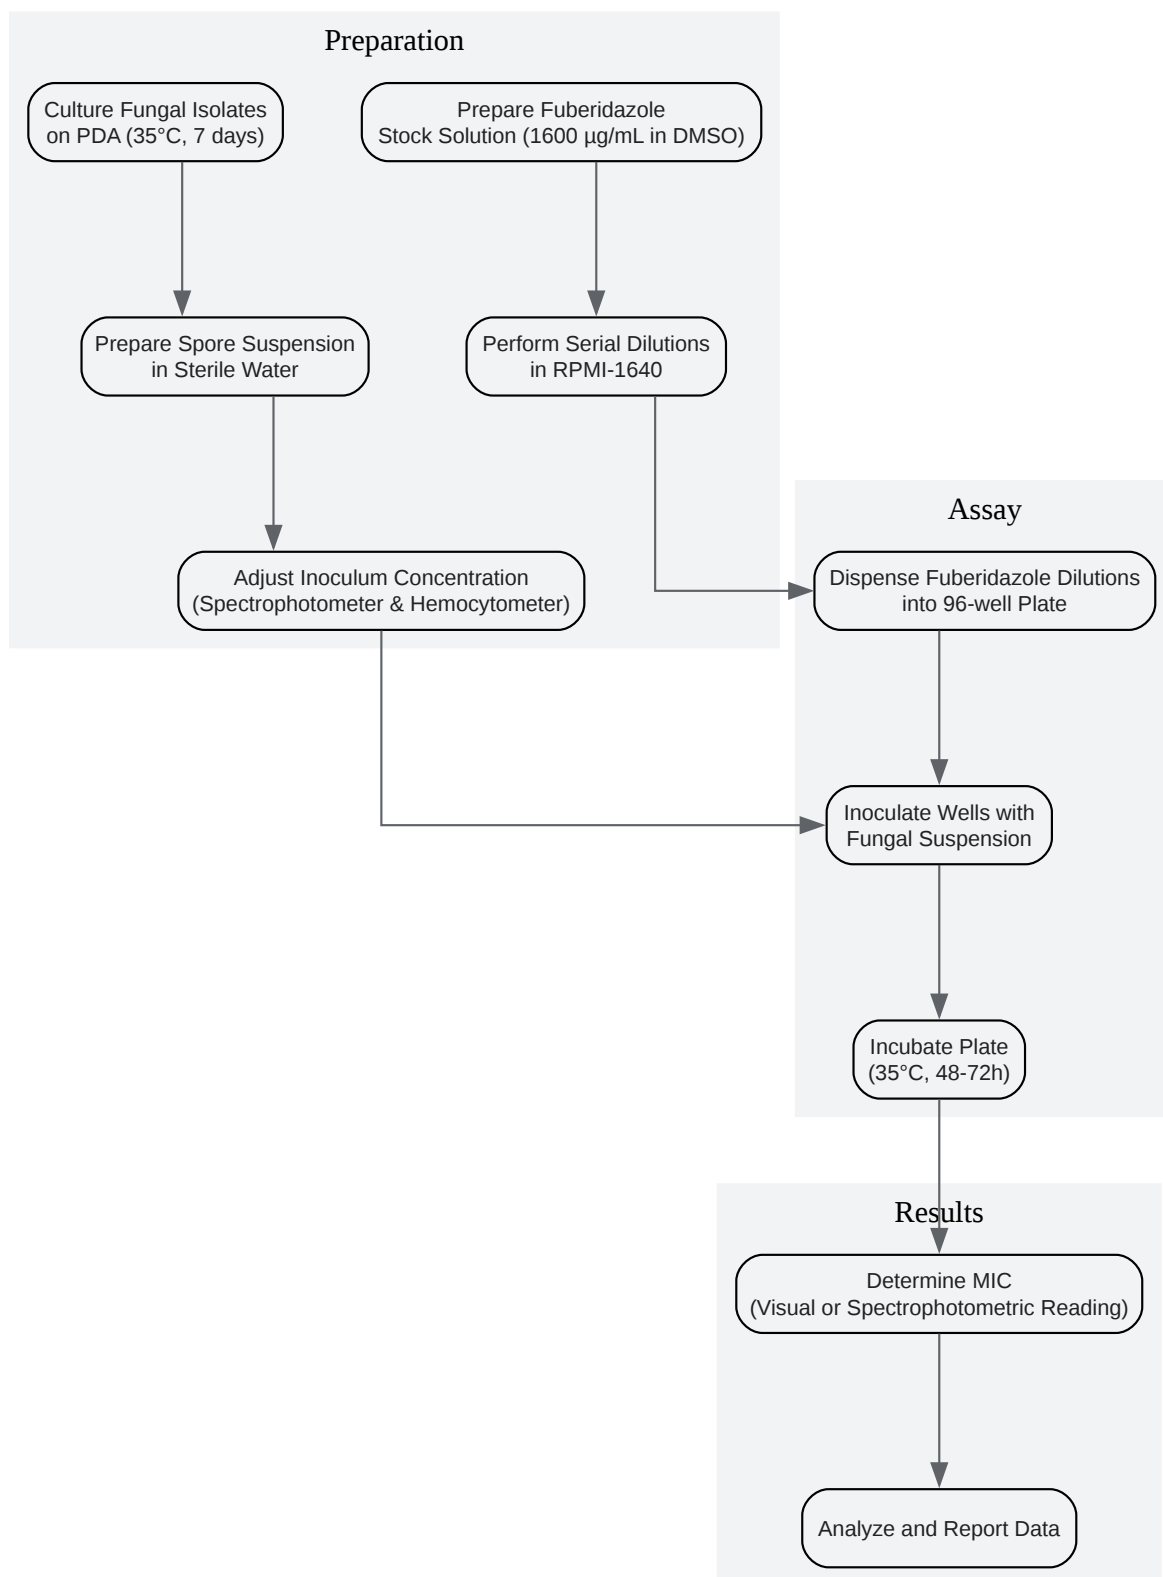 Preparation
Culture Fungal Isolates
on PDA (35°C, 7 days)
Prepare Fuberidazole
Stock Solution (1600 µg/mL in DMSO)
Prepare Spore Suspension
in Sterile Water
Perform Serial Dilutions
in RPMI-1640
Adjust Inoculum Concentration
(Spectrophotometer & Hemocytometer)
Assay
Dispense Fuberidazole Dilutions
into 96-well Plate
Inoculate Wells with
Fungal Suspension
Incubate Plate
(35°C, 48-72h)
Results
Determine MIC
(Visual or Spectrophotometric Reading)
Analyze and Report Data